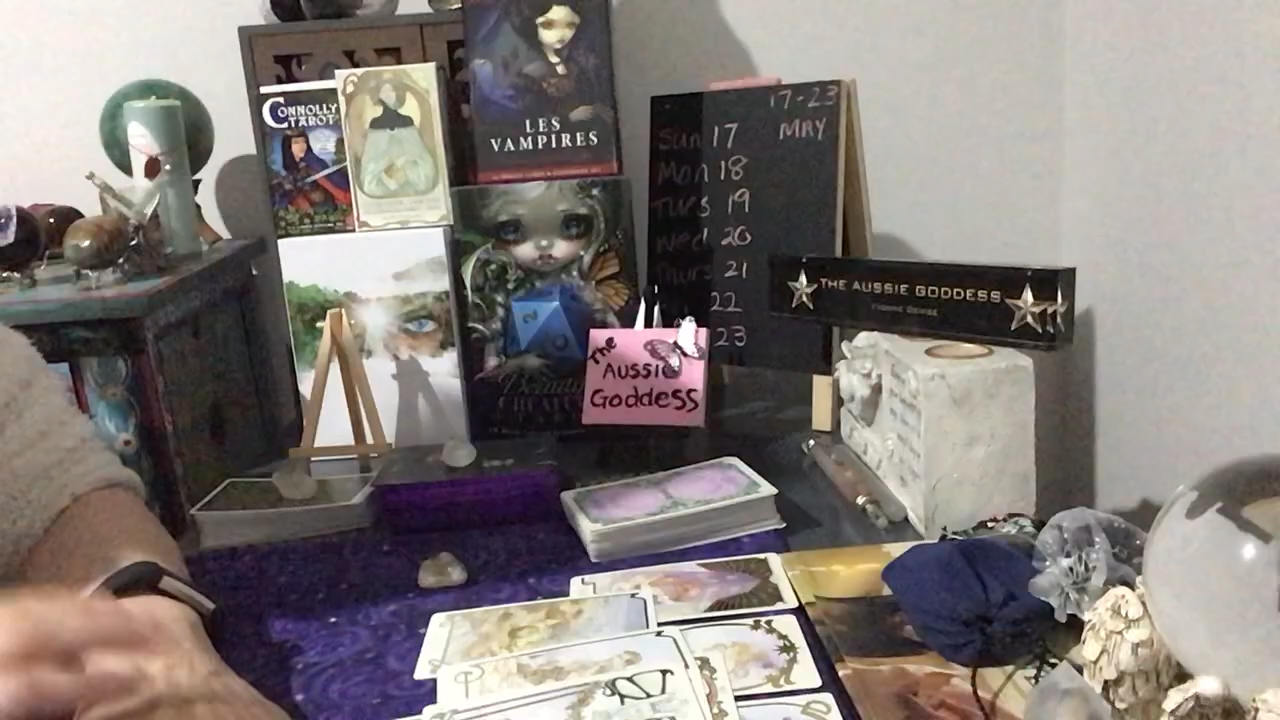 CONNOLLY
TAROT
LES
VAMPIRES
17-23
MAY
Sun 17
Mon 18
Tues 19
Wed 20
Thurs 21
22
23
THE AUSSIE GODDESS
The
Aussie
Goddess
2